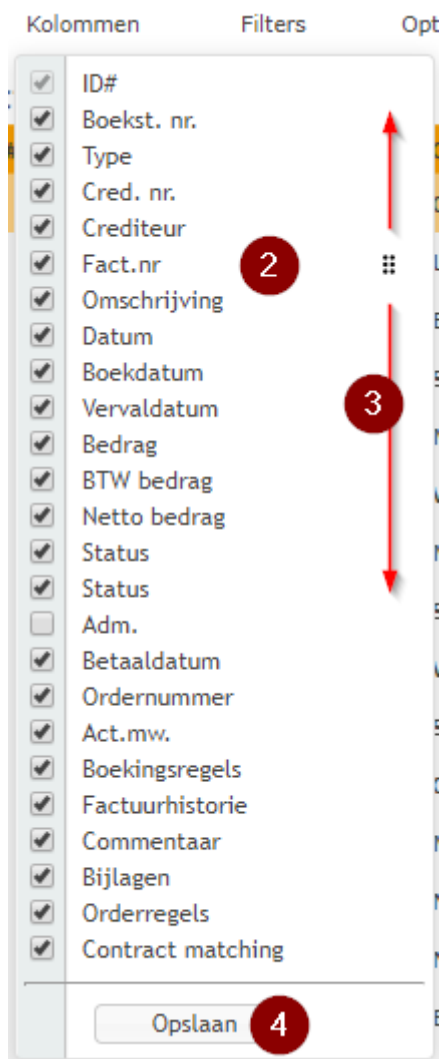 Kolommen Filters Opt
ID#
Boekst. nr.
Type
Cred. nr.
Crediteur
Fact.nr 2
Omschrijving
Datum
Boekdatum
Vervaldatum 3
Bedrag
BTW bedrag
Netto bedrag
Status
Status
Adm.
Betaaldatum
Ordernummer
Act.mw.
Boekingsregels
Factuurhistorie
Commentaar
Bijlagen
Orderregels
Contract matching
Opslaan 4